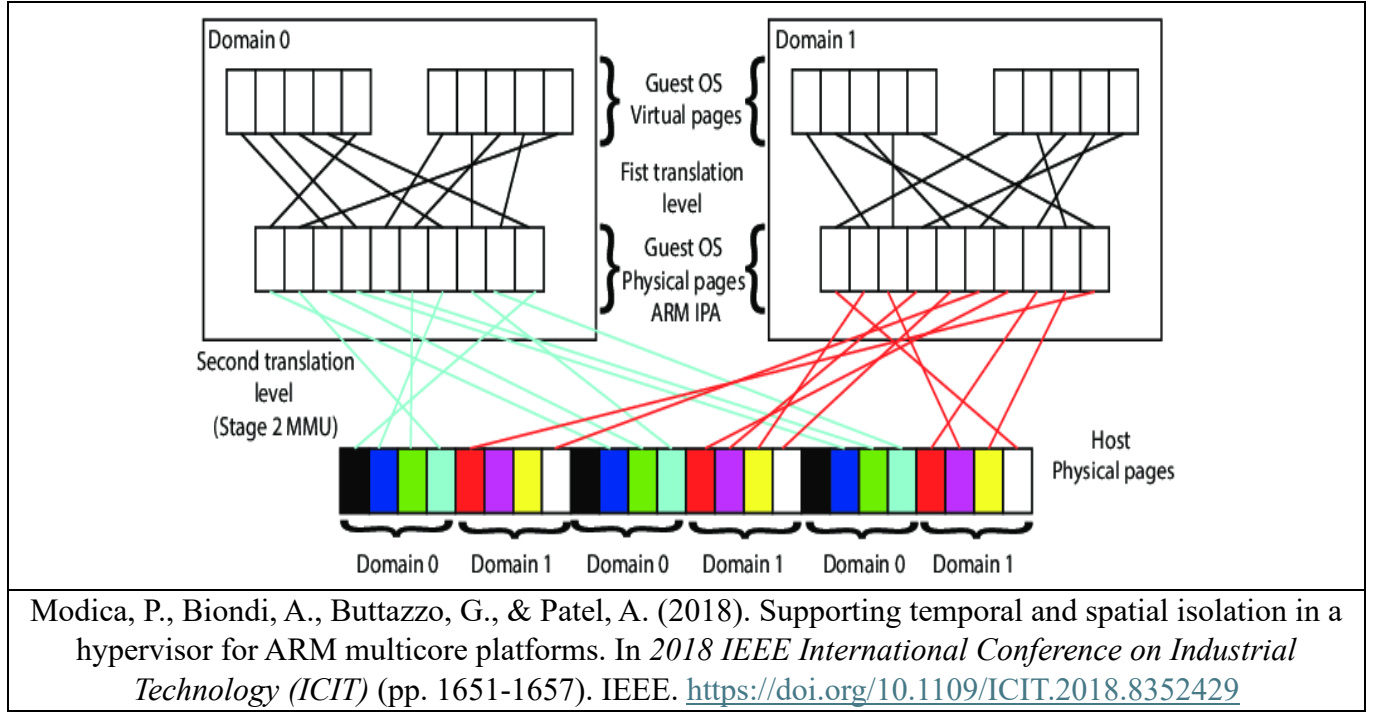 Domain 0
Domain 1
Guest OS
Virtual pages
Fist translation
level
Guest OS
Physical pages
ARM IPA
Second translation
level
(Stage 2 MMU)
Host
Physical pages
Domain 0
Domain 1
Domain 0
Domain 1
Domain 0
Domain 1
Modica, P., Biondi, A., Buttazzo, G., & Patel, A. (2018). Supporting temporal and spatial isolation in a
hypervisor for ARM multicore platforms. In 2018 IEEE International Conference on Industrial
Technology (ICIT) (pp. 1651-1657). IEEE. https://doi.org/10.1109/ICIT.2018.8352429